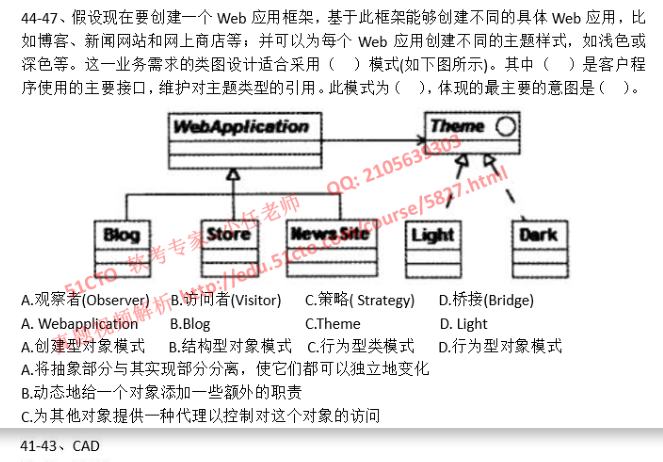 44-47、假设现在要创建一个 Web 应用框架，基于此框架能够创建不同的具体 Web 应用，比
如博客、新闻网站和网上商店等；并可以为每个 Web 应用创建不同的主题样式，如浅色或
深色等。这一业务需求的类图设计适合采用（　）模式(如下图所示)。其中（　）是客户程
序使用的主要接口，维护对主题类型的引用。此模式为（　），体现的最主要的意图是（　）。
WebApplication Theme
Blog Store NewsSite Light Dark
51CTO 软考专家 小任老师 QQ: 2105639303
真题视频解析 http://edu.51cto.com/course/5827.html
A.观察者(Observer) B.访问者(Visitor) C.策略( Strategy) D.桥接(Bridge)
A. Webapplication B.Blog C.Theme D. Light
A.创建型对象模式 B.结构型对象模式 C.行为型类模式 D.行为型对象模式
A.将抽象部分与其实现部分分离，使它们都可以独立地变化
B.动态地给一个对象添加一些额外的职责
C.为其他对象提供一种代理以控制对这个对象的访问
41-43、CAD